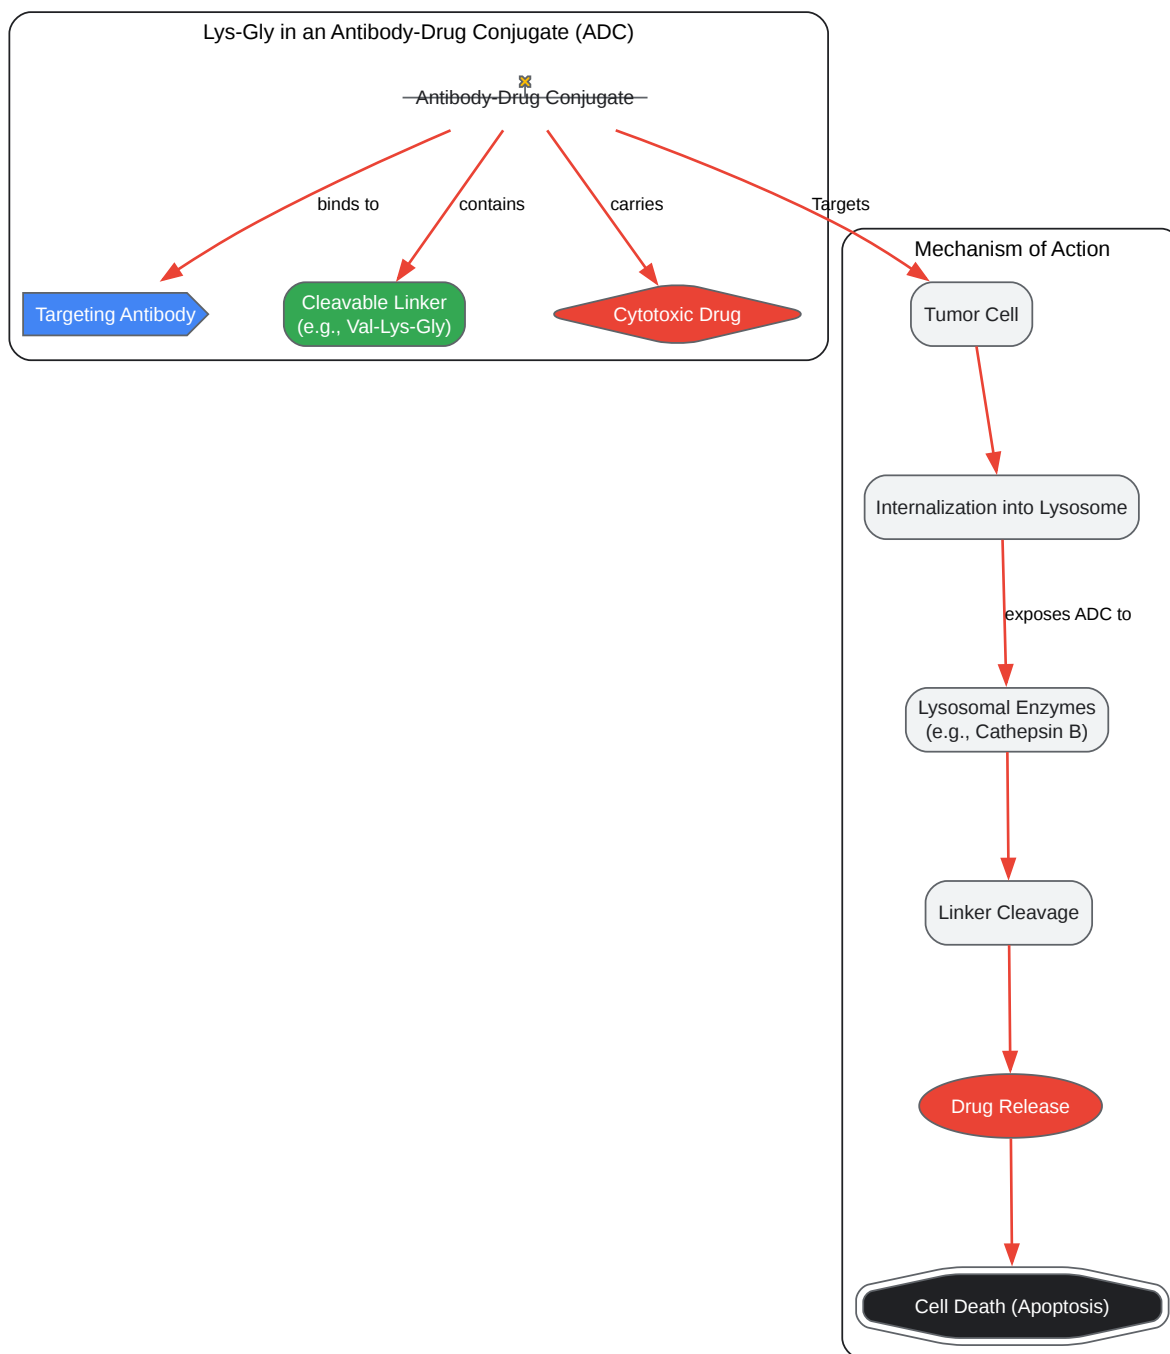 Lys-Gly in an Antibody-Drug Conjugate (ADC)
Antibody-Drug Conjugate
binds to
contains
carries
Targets
Targeting Antibody
Cleavable Linker
(e.g., Val-Lys-Gly)
Cytotoxic Drug
Mechanism of Action
Tumor Cell
Internalization into Lysosome
exposes ADC to
Lysosomal Enzymes
(e.g., Cathepsin B)
Linker Cleavage
Drug Release
Cell Death (Apoptosis)